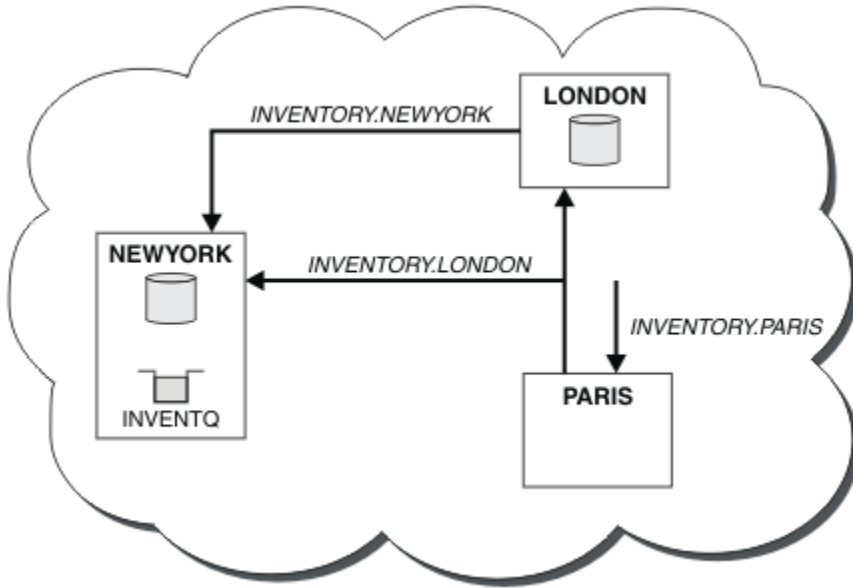 LONDON
INVENTORY.NEWYORK
NEWYORK
INVENTORY.LONDON
INVENTORY.PARIS
PARIS
INVENTQ